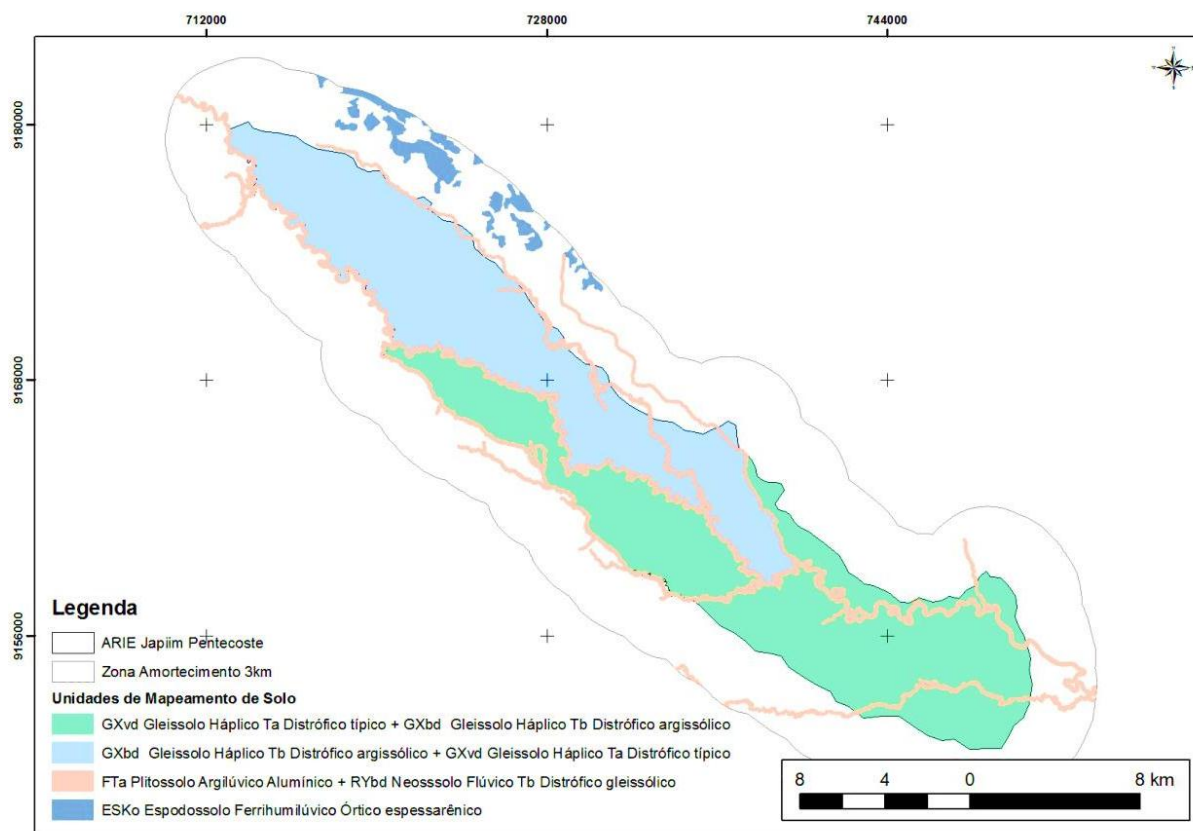 712000 728000 744000
9180000
9168000
9156000
Legenda
ARIE Japiim Pentecoste
Zona Amortecimento 3km
Unidades de Mapeamento de Solo
GXvd Gleissolo Háplico Ta Distrófico típico + GXbd Gleissolo Háplico Tb Distrófico argissólico
GXbd Gleissolo Háplico Tb Distrófico argissólico + GXvd Gleissolo Háplico Ta Distrófico típico
FTa Plitossolo Argilúvico Alumínico + RYbd Neosssolo Flúvico Tb Distrófico gleissólico
ESKo Espodossolo Ferrihumilúvico Órtico espessarênico
8 4 0 8 km